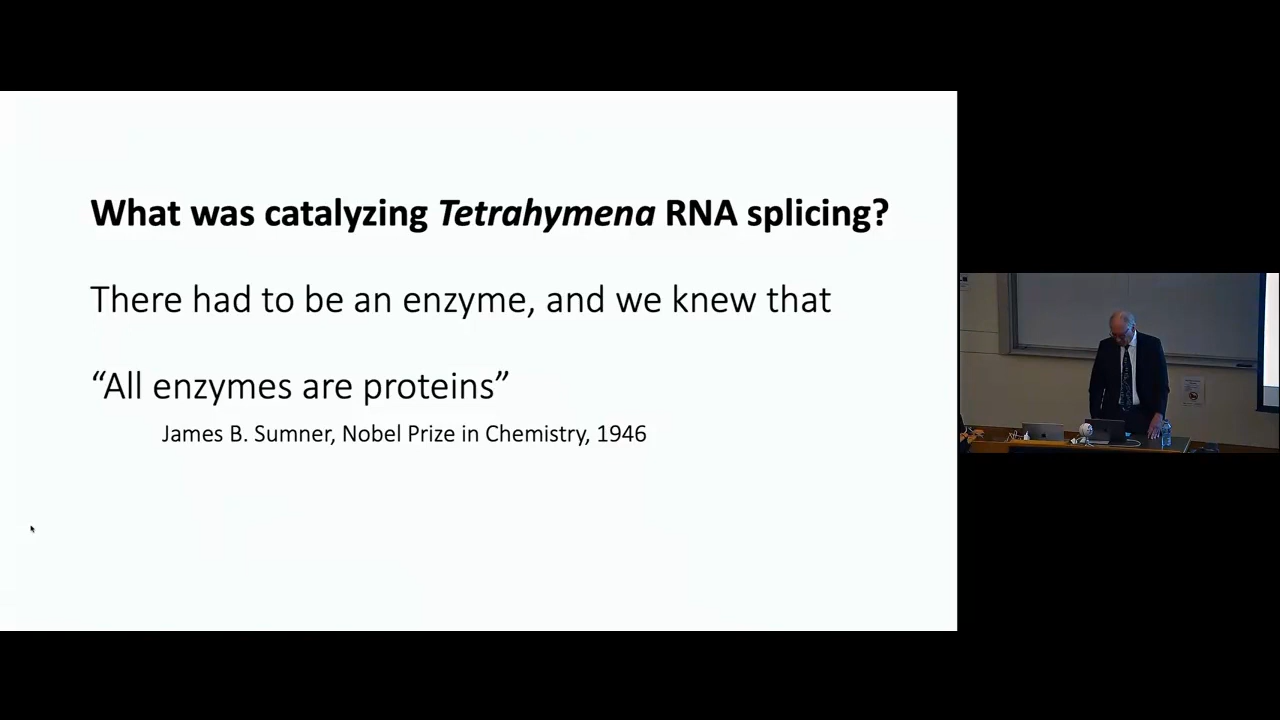 What was catalyzing Tetrahymena RNA splicing?
There had to be an enzyme, and we knew that
“All enzymes are proteins”
James B. Sumner, Nobel Prize in Chemistry, 1946